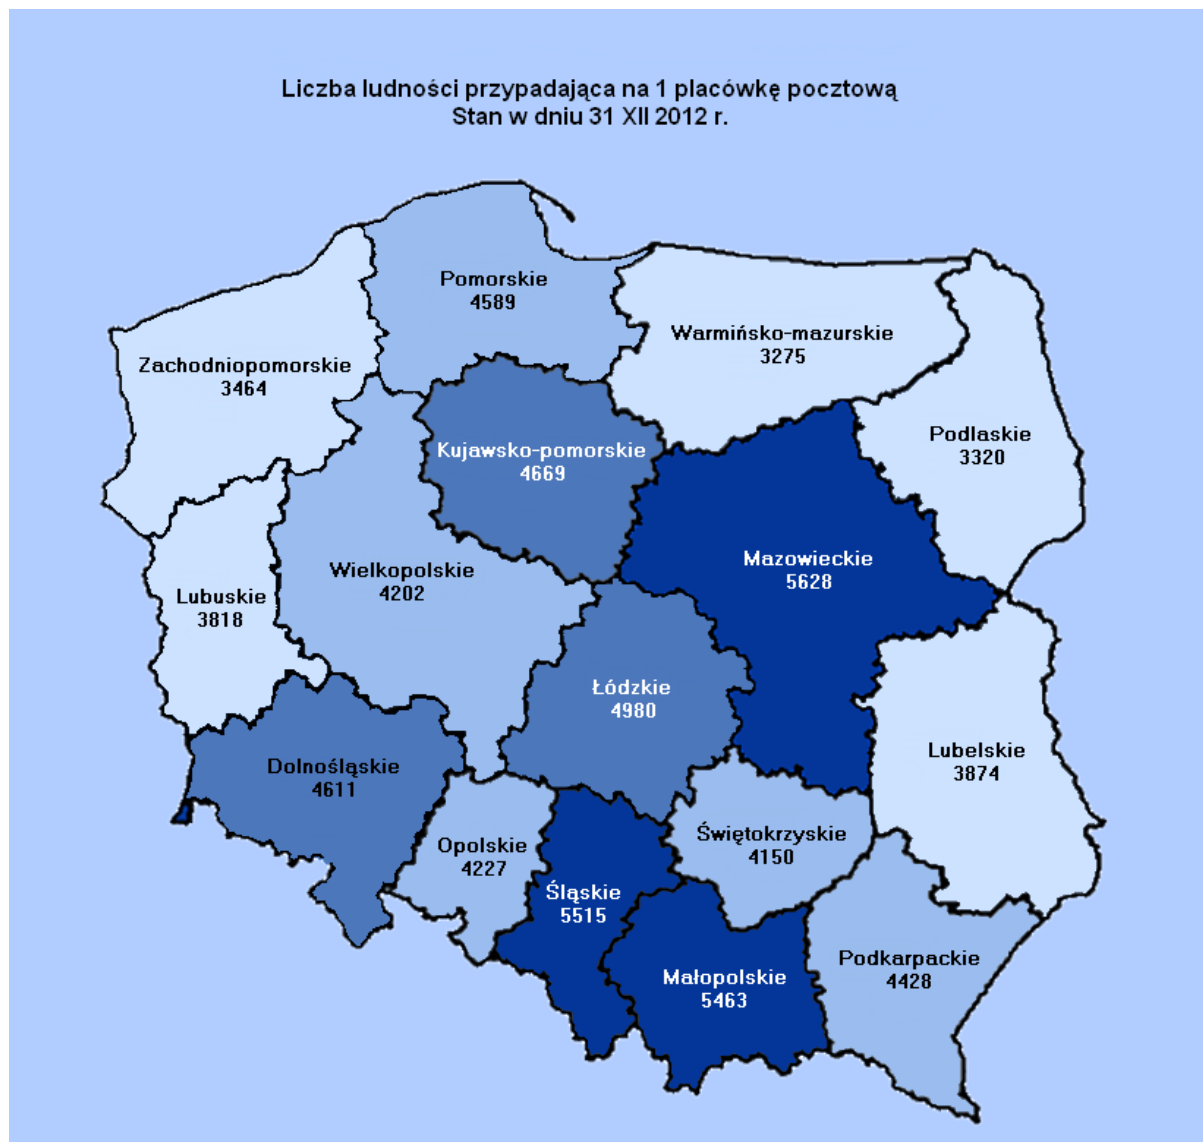 Liczba ludności przypadająca na 1 placówkę pocztową
Stan w dniu 31 XII 2012 r.
Pomorskie
4589
Warmińsko-mazurskie
3275
Zachodniopomorskie
3464
Podlaskie
3320
Kujawsko-pomorskie
4669
Mazowieckie
5628
Wielkopolskie
4202
Lubuskie
3818
Łódzkie
4980
Lubelskie
3874
Dolnośląskie
4611
Świętokrzyskie
4150
Opolskie
4227
Śląskie
5515
Podkarpackie
4428
Małopolskie
5463